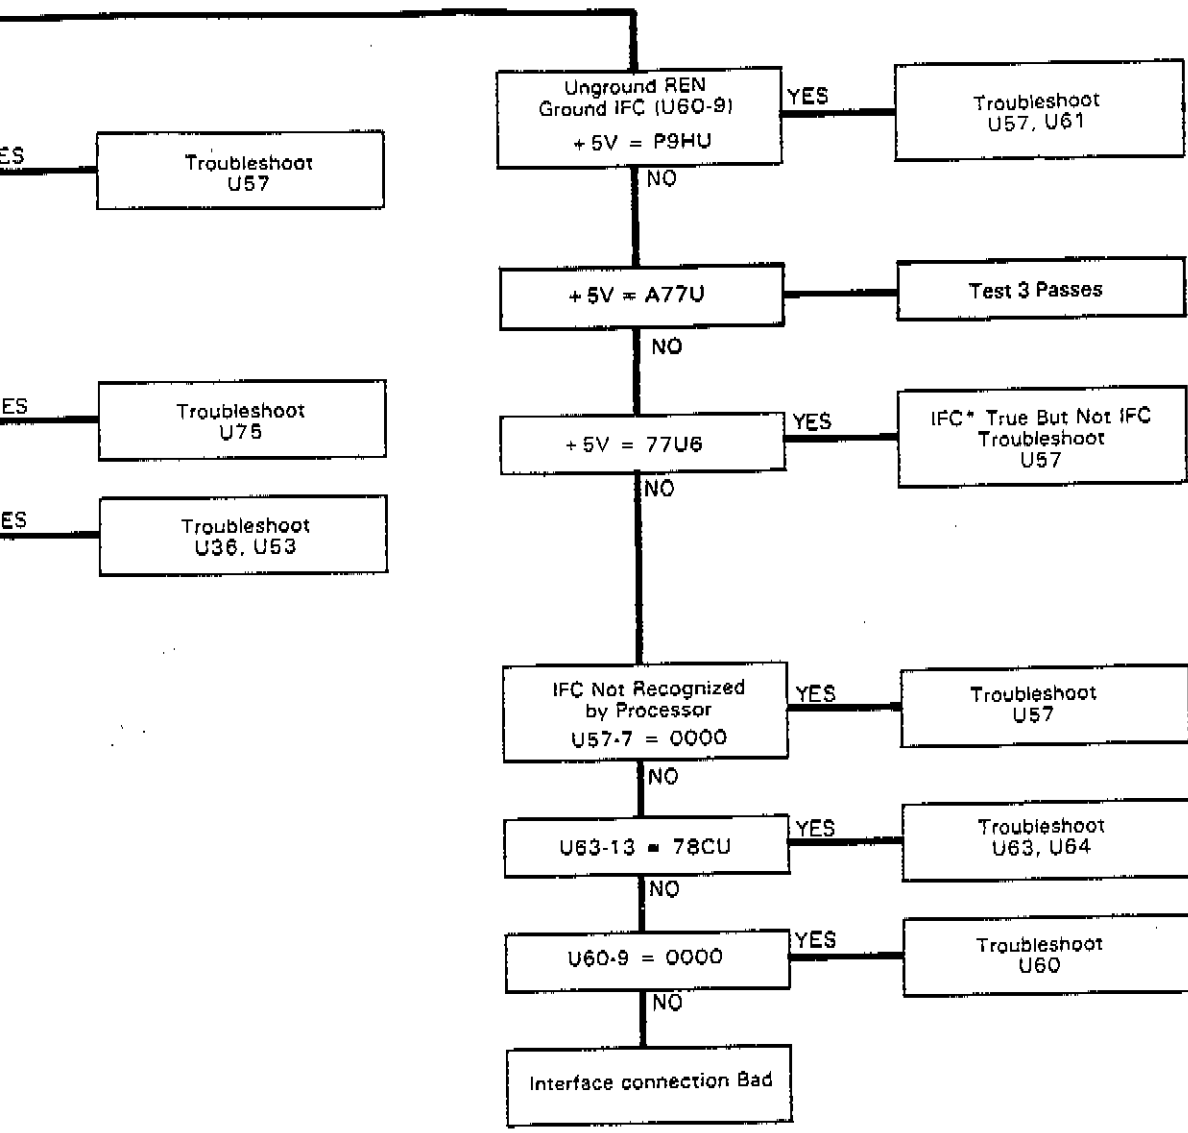 Unground REN
Ground IFC (U60-9)
+5V = P9HU
YES
Troubleshoot
U57, U61
NO
ES
Troubleshoot
U57
+5V = A77U
Test 3 Passes
NO
ES
Troubleshoot
U75
+5V = 77U6
YES
IFC* True But Not IFC
Troubleshoot
U57
NO
ES
Troubleshoot
U36, U53
IFC Not Recognized
by Processor
U57-7 = 0000
YES
Troubleshoot
U57
NO
U63-13 = 78CU
YES
Troubleshoot
U63, U64
NO
U60-9 = 0000
YES
Troubleshoot
U60
NO
Interface connection Bad